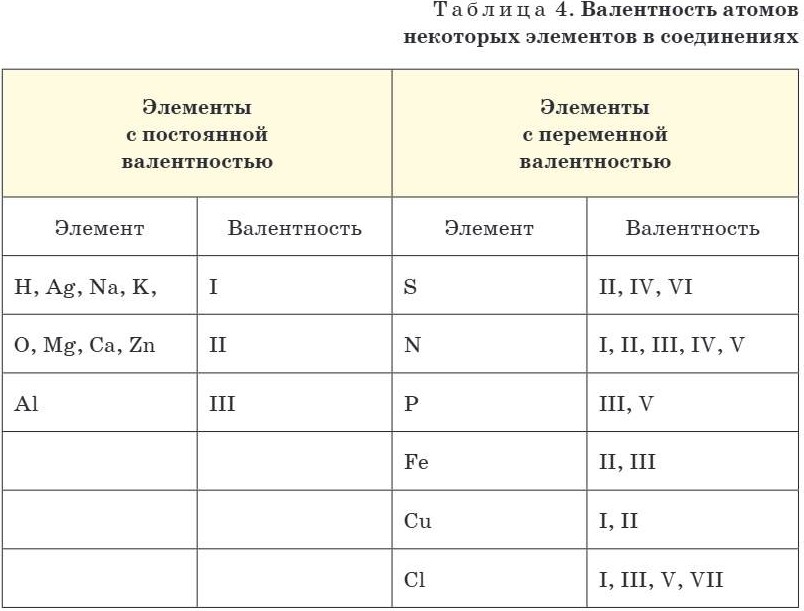 Таблица 4. Валентность атомов
некоторых элементов в соединениях
Элементы
с постоянной
валентностью
Элементы
с переменной
валентностью
Элемент Валентность Элемент Валентность
H, Ag, Na, K, I S II, IV, VI
O, Mg, Ca, Zn II N I, II, III, IV, V
Al III P III, V
Fe II, III
Cu I, II
Cl I, III, V, VII